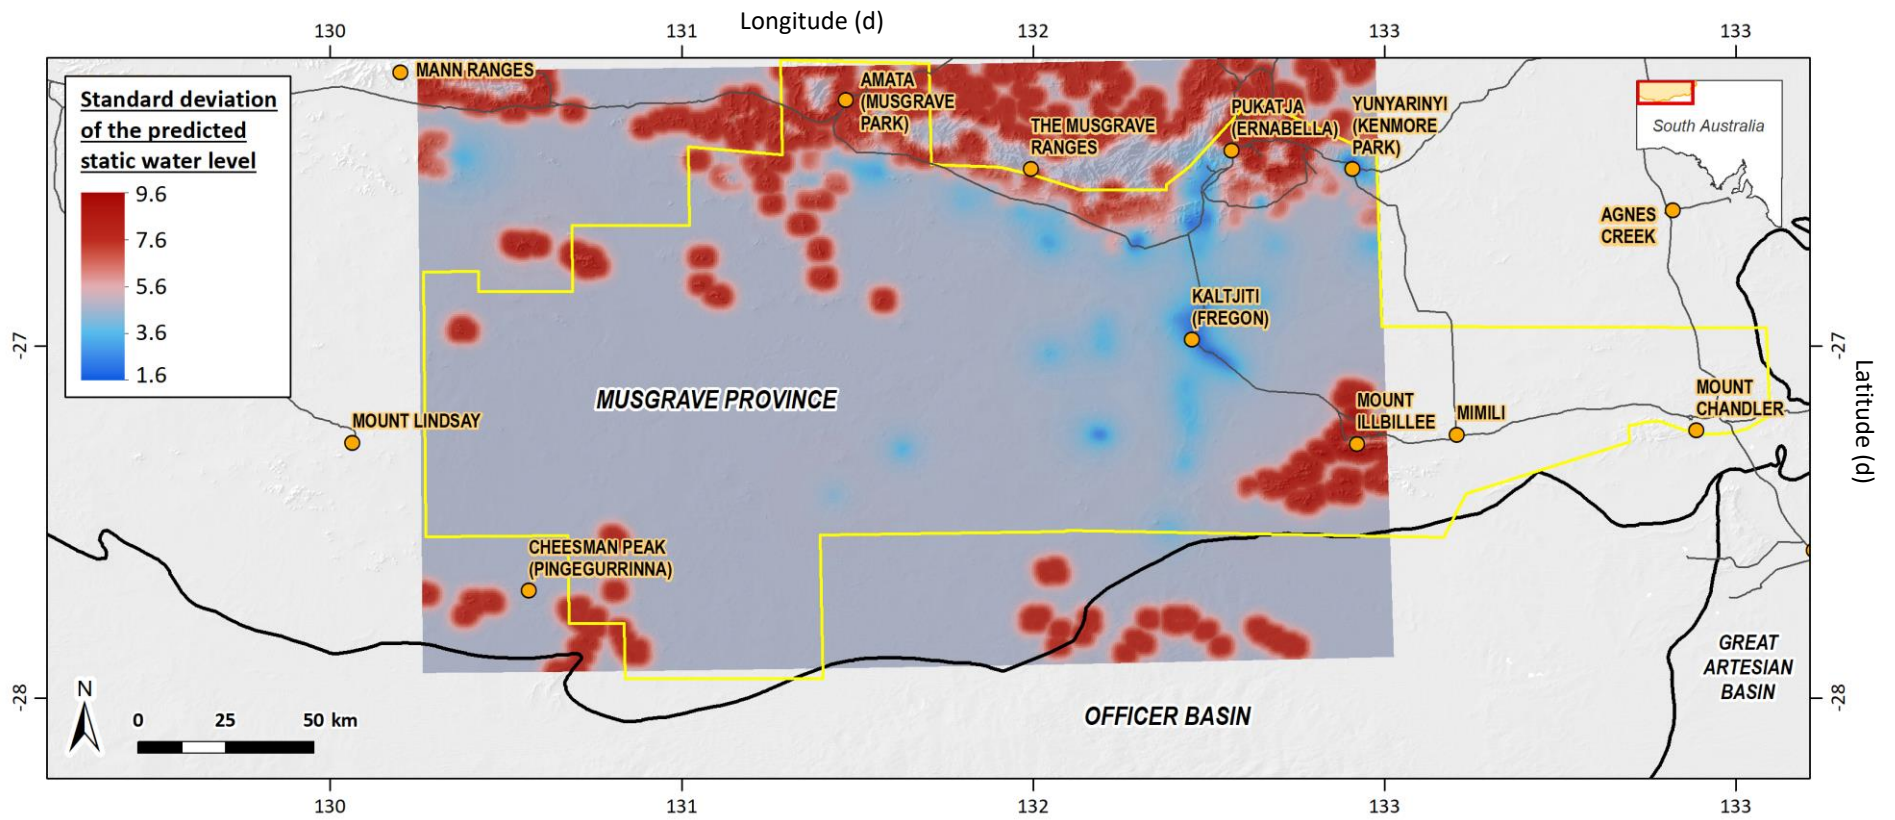 Longitude (d)
130
131
132
133
133
Standard deviation
of the predicted
static water level
9.6
7.6
5.6
3.6
1.6
MANN RANGES
AMATA
(MUSGRAVE
PARK)
THE MUSGRAVE
RANGES
PUKATJA
(ERNABELLA)
YUNYARINYI
(KENMORE
PARK)
South Australia
AGNES
CREEK
KALTJITI
(FREGON)
-27
-27
Latitude (d)
MUSGRAVE PROVINCE
MOUNT LINDSAY
MOUNT
ILLBILLEE
MIMILI
MOUNT
CHANDLER
CHEESMAN PEAK
(PINGEGURRINNA)
GREAT
ARTESIAN
BASIN
OFFICER BASIN
-28
-28
N
0 25 50 km
130
131
132
133
133